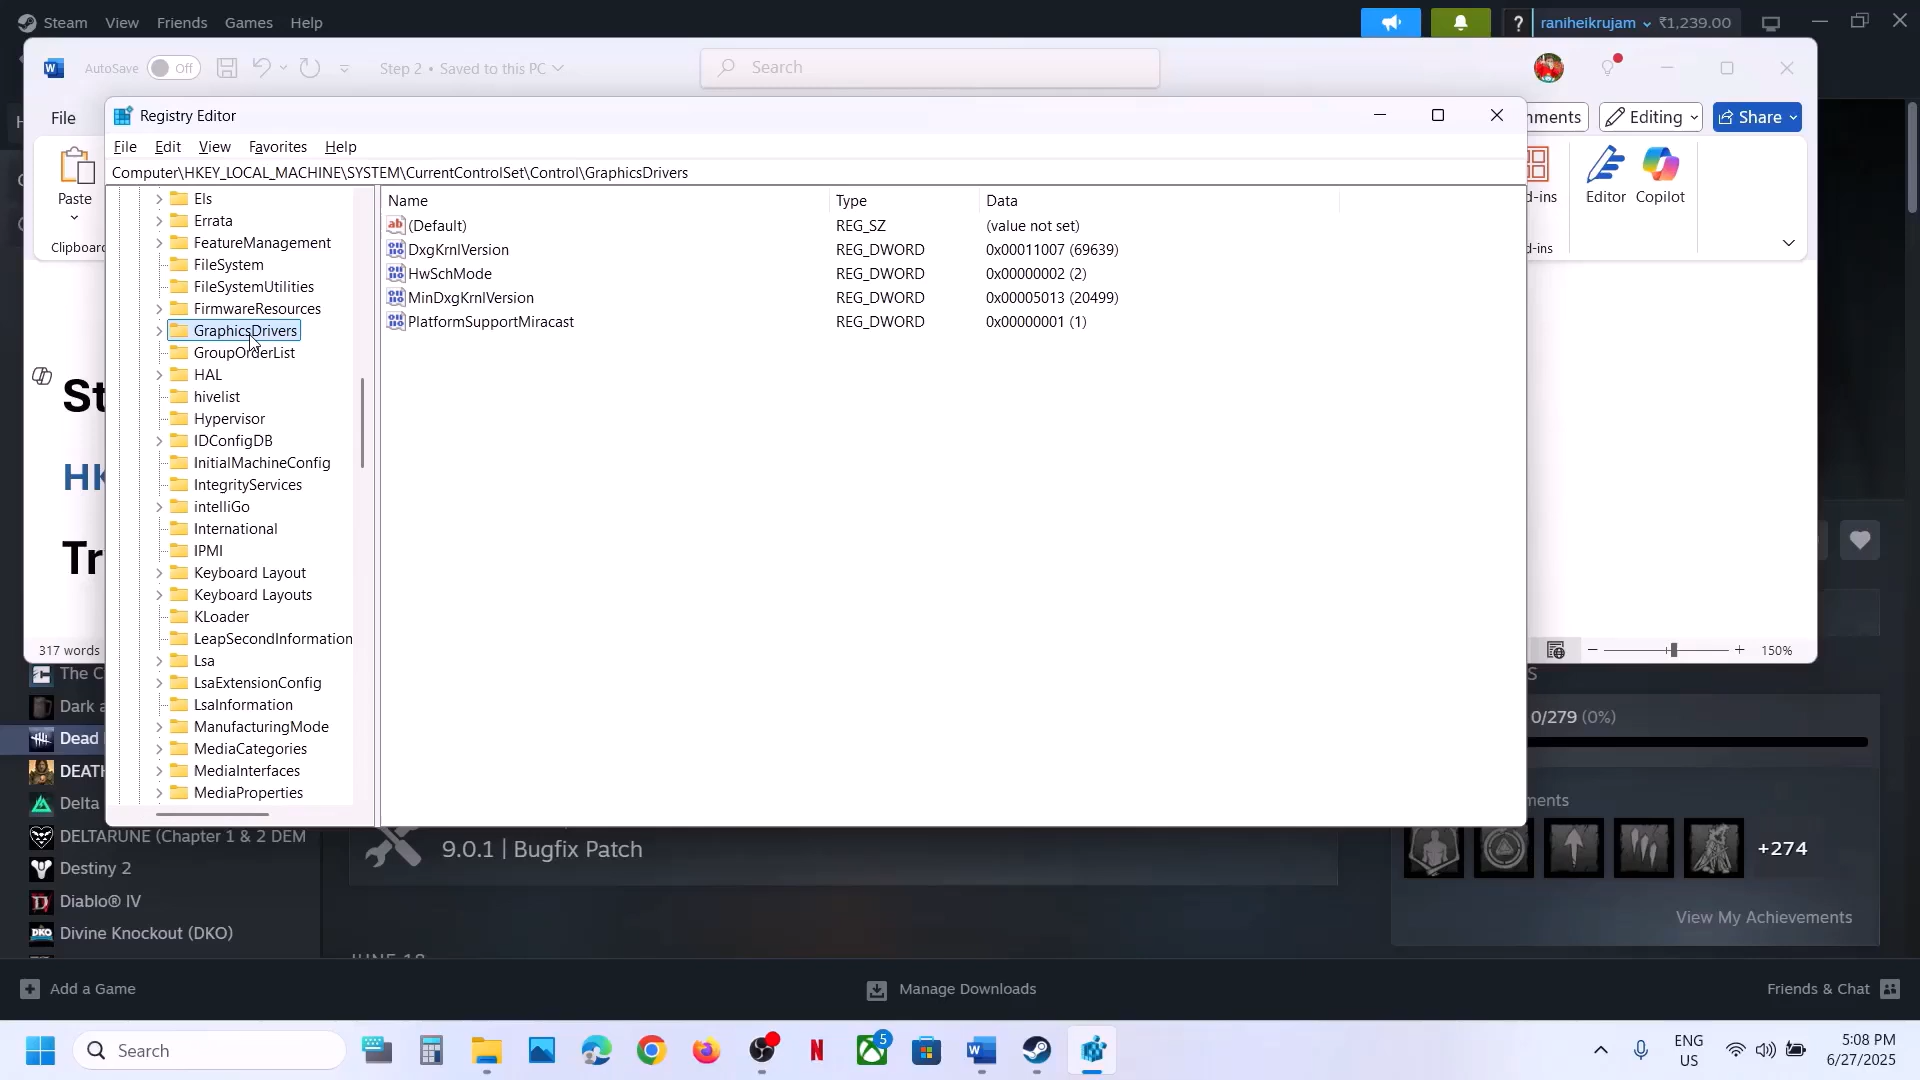 Steam View Friends Games Help
? raniheikrujam ₹1,239.00
AutoSave Off Step 2 • Saved to this PC
Search
File
Editing
Share
Paste
Editor Copilot
Clipboard
Registry Editor
File Edit View Favorites Help
Computer\HKEY_LOCAL_MACHINE\SYSTEM\CurrentControlSet\Control\GraphicsDrivers
Els
Errata
FeatureManagement
FileSystem
FileSystemUtilities
FirmwareResources
GraphicsDrivers
GroupOrderList
HAL
hivelist
Hypervisor
IDConfigDB
InitialMachineConfig
IntegrityServices
intelliGo
International
IPMI
Keyboard Layout
Keyboard Layouts
KLoader
LeapSecondInformation
Lsa
LsaExtensionConfig
LsaInformation
ManufacturingMode
MediaCategories
MediaInterfaces
MediaProperties
Name Type Data
(Default) REG_SZ (value not set)
DxgKrnlVersion REG_DWORD 0x00011007 (69639)
HwSchMode REG_DWORD 0x00000002 (2)
MinDxgKrnlVersion REG_DWORD 0x00005013 (20499)
PlatformSupportMiracast REG_DWORD 0x00000001 (1)
St
HK
Tr
317 words
150%
The C
Dark a
Dead
DEATH
Delta
DELTARUNE (Chapter 1 & 2 DEM
Destiny 2
Diablo® IV
Divine Knockout (DKO)
9.0.1 | Bugfix Patch
0/279 (0%)
+274
View My Achievements
Add a Game
Manage Downloads
Friends & Chat
Search
5
ENG
US
5:08 PM
6/27/2025